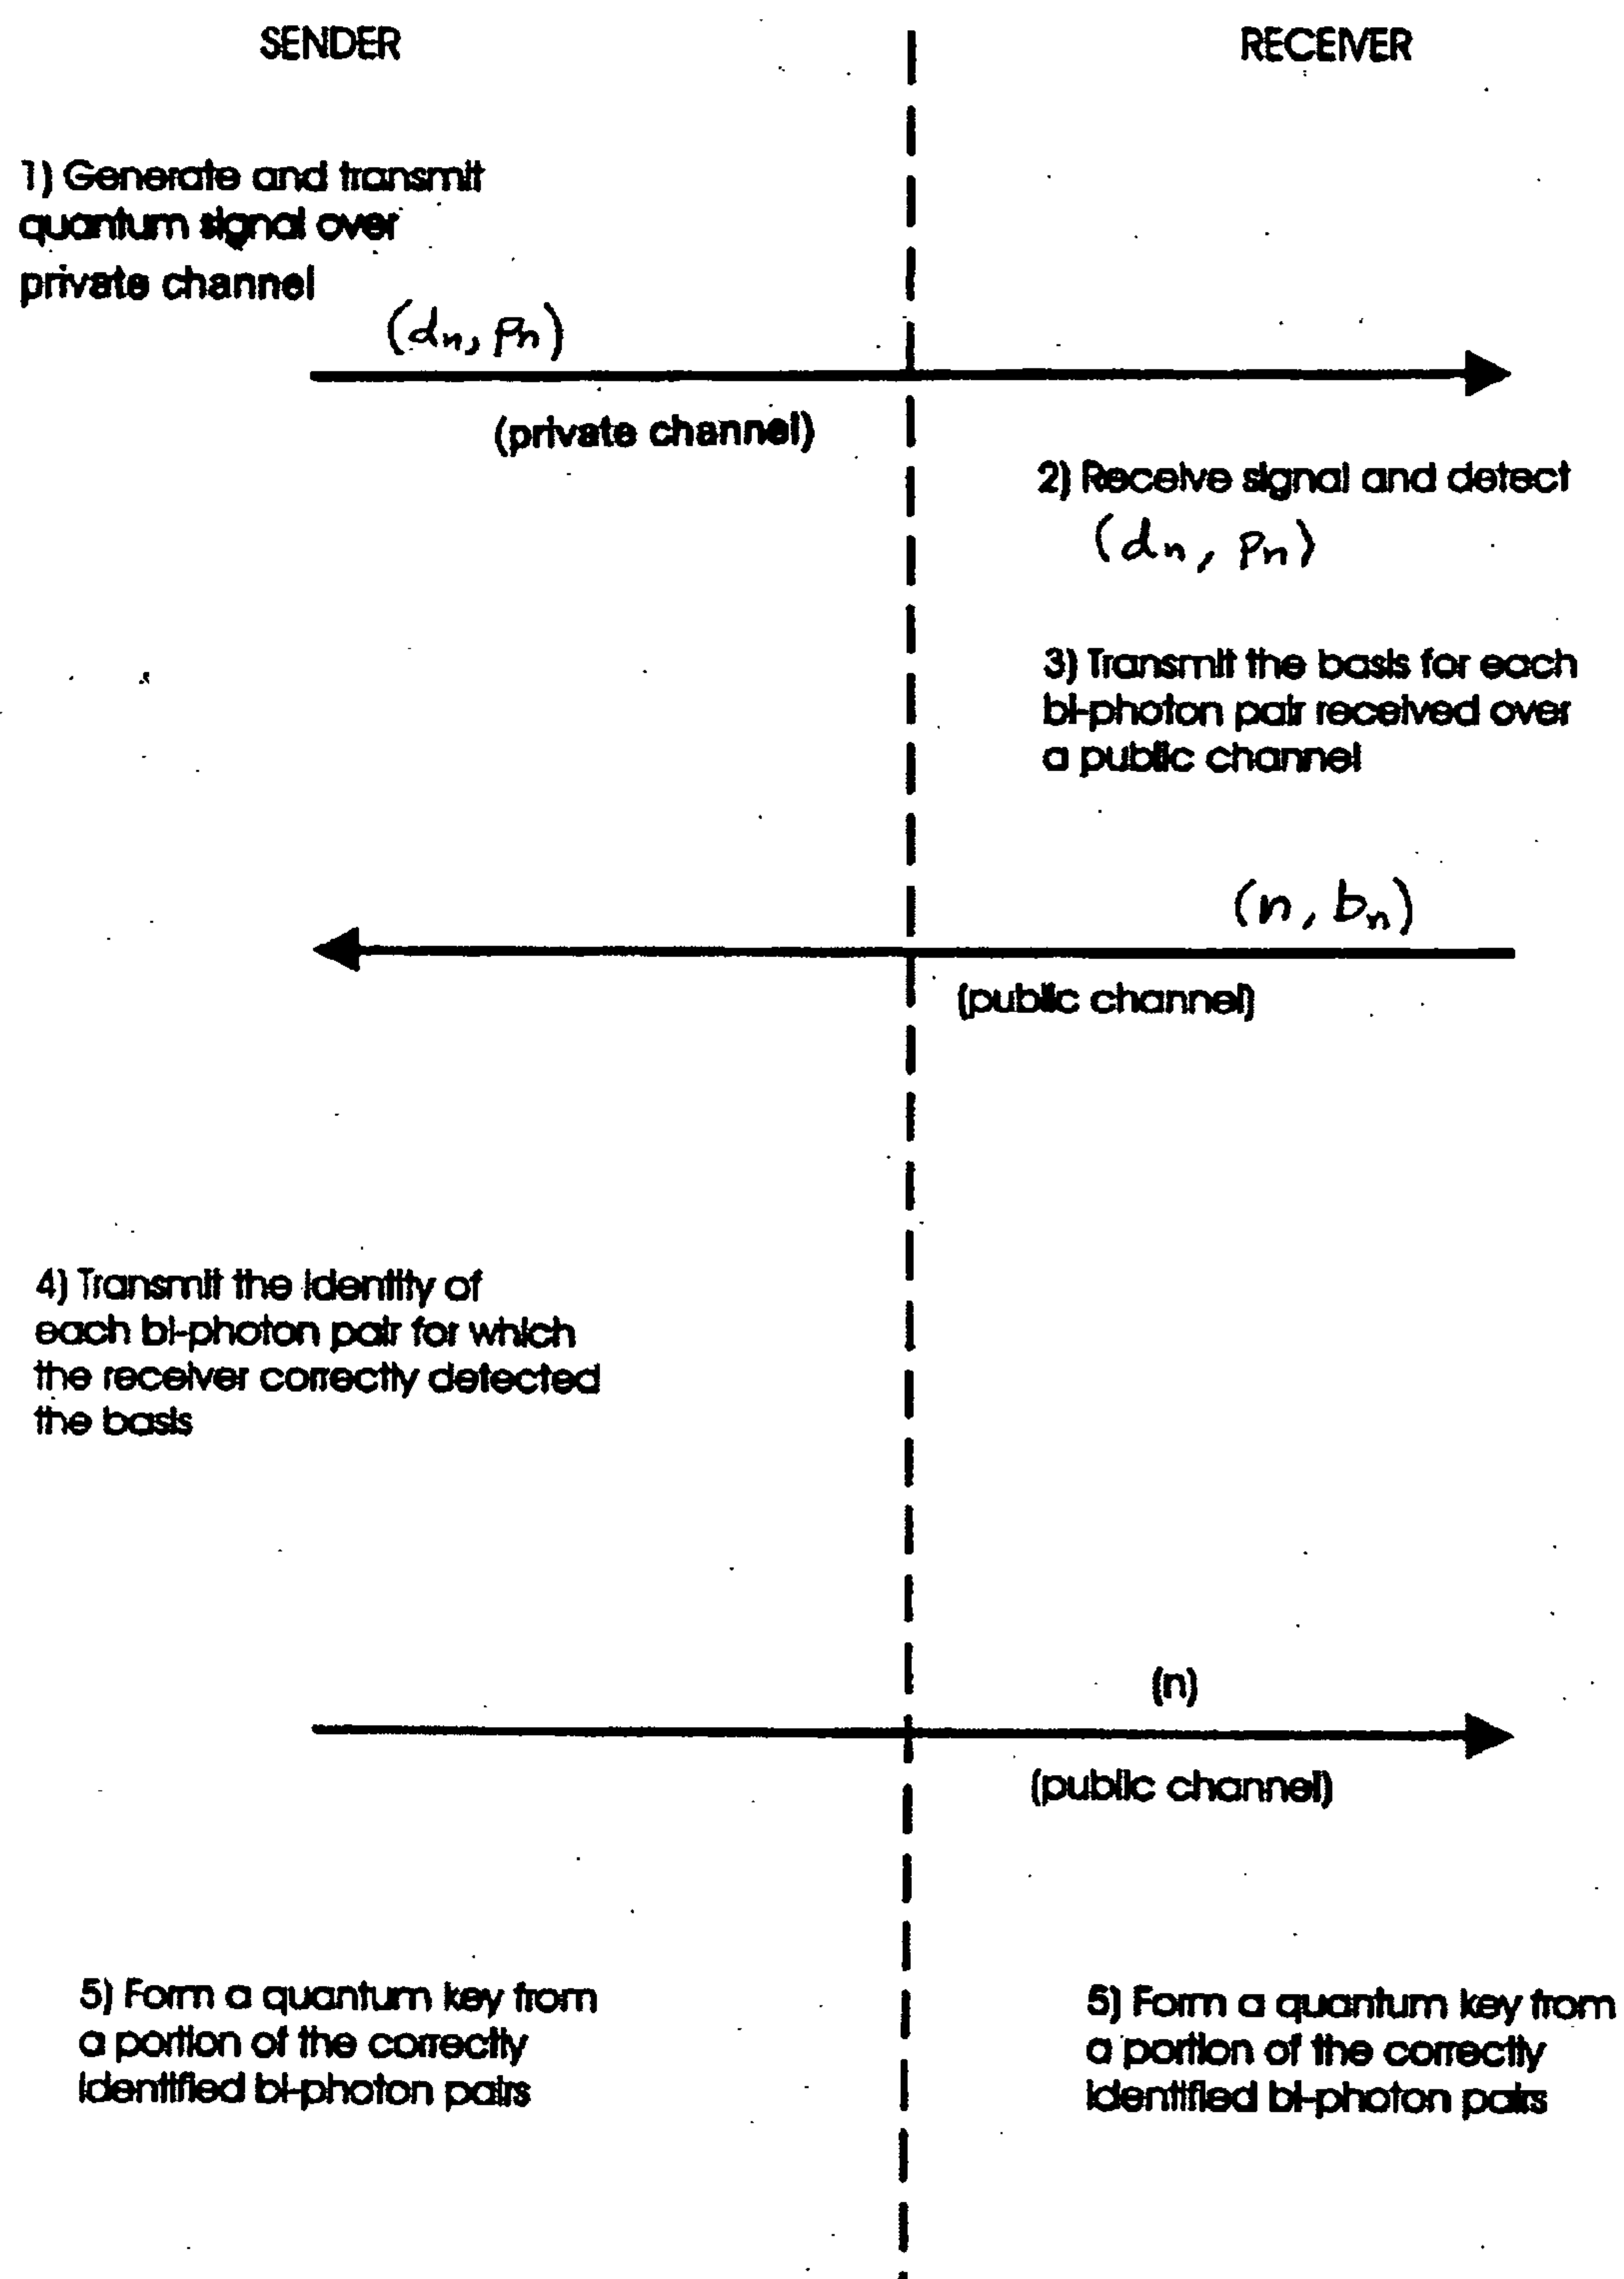 SENDER
RECEIVER
1) Generate and transmit
quantum signal over
private channel
(dn, pn)
(private channel)
2) Receive signal and detect
(dn, pn)
3) Transmit the basis for each
bi-photon pair received over
a public channel
(n, bn)
(public channel)
4) Transmit the identity of
each bi-photon pair for which
the receiver correctly detected
the basis
(n)
(public channel)
5) Form a quantum key from
a portion of the correctly
identified bi-photon pairs
5) Form a quantum key from
a portion of the correctly
identified bi-photon pairs